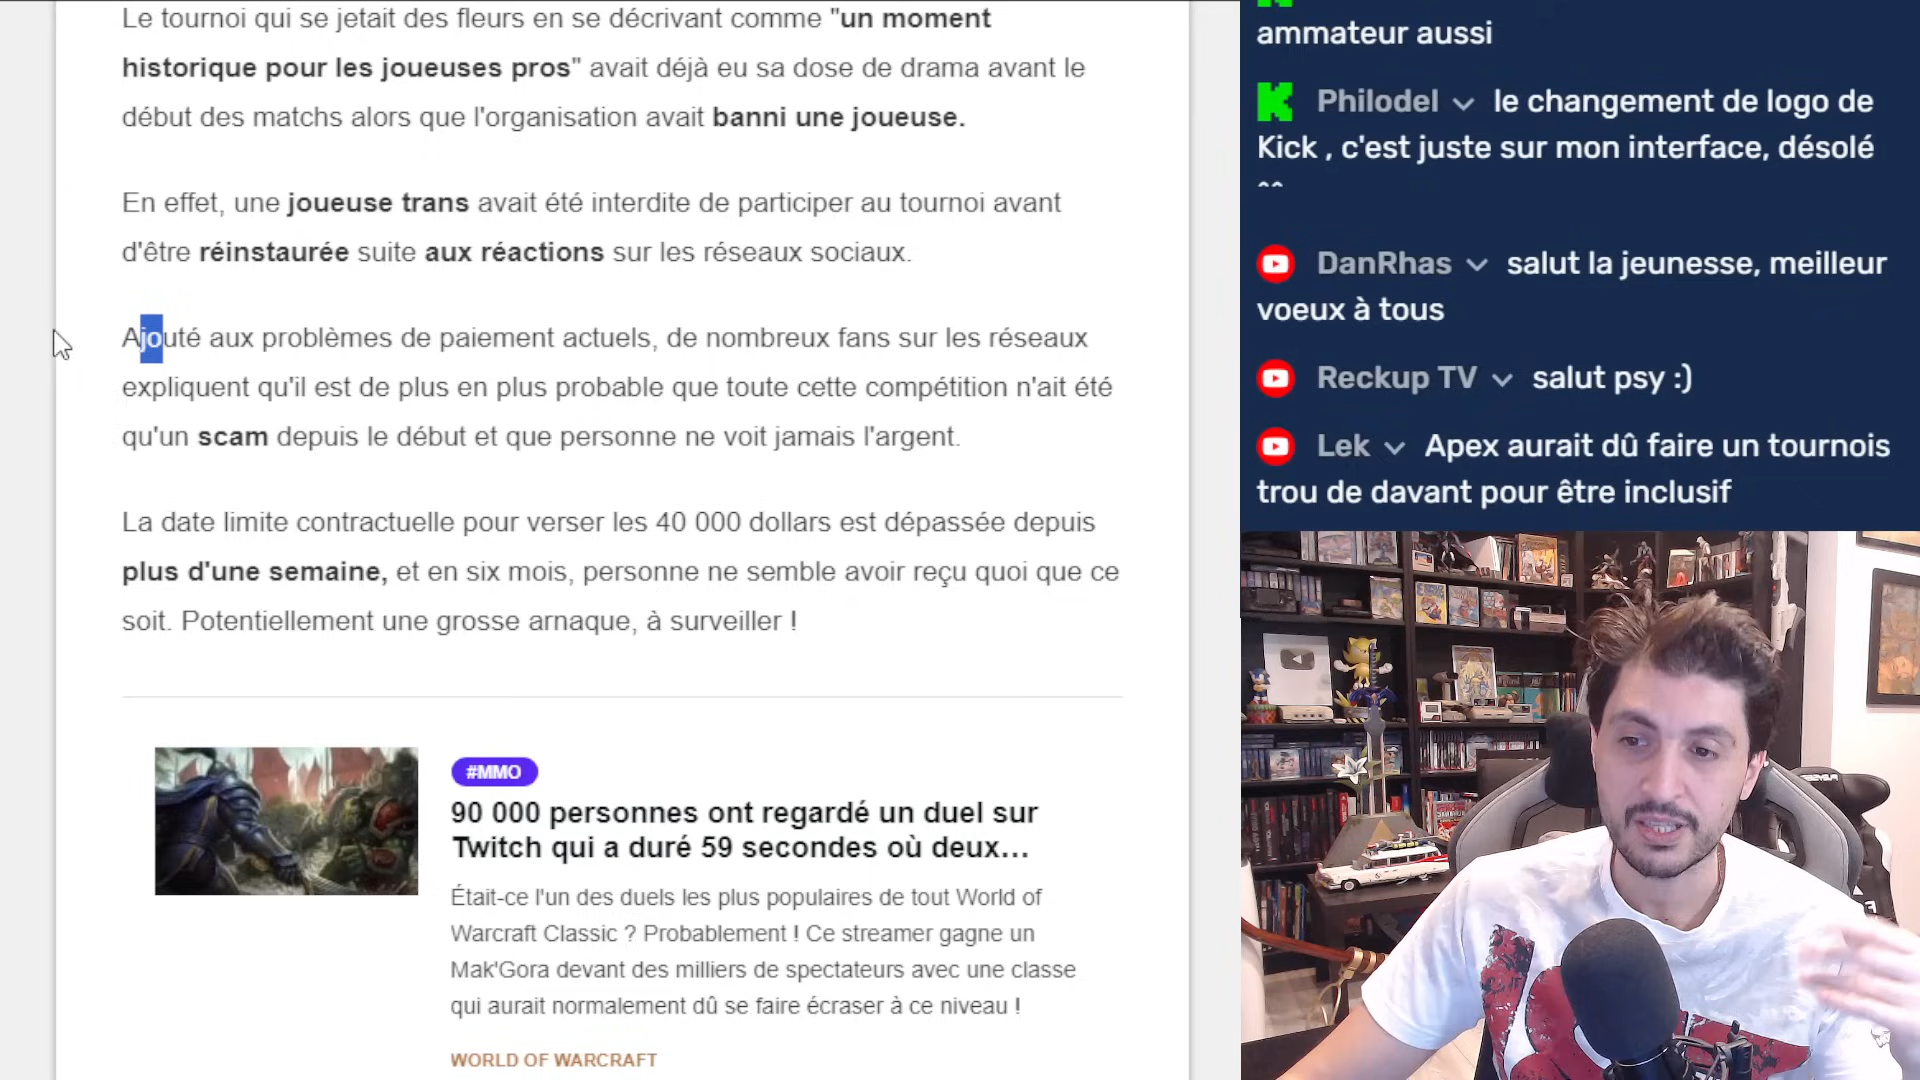 Le tournoi qui se jetait des fleurs en se décrivant comme "un moment
historique pour les joueuses pros" avait déjà eu sa dose de drama avant le
début des matchs alors que l'organisation avait banni une joueuse.
En effet, une joueuse trans avait été interdite de participer au tournoi avant
d'être réinstaurée suite aux réactions sur les réseaux sociaux.
Ajouté aux problèmes de paiement actuels, de nombreux fans sur les réseaux
expliquent qu'il est de plus en plus probable que toute cette compétition n'ait été
qu'un scam depuis le début et que personne ne voit jamais l'argent.
La date limite contractuelle pour verser les 40 000 dollars est dépassée depuis
plus d'une semaine, et en six mois, personne ne semble avoir reçu quoi que ce
soit. Potentiellement une grosse arnaque, à surveiller !
#MMO
90 000 personnes ont regardé un duel sur
Twitch qui a duré 59 secondes où deux...
Était-ce l'un des duels les plus populaires de tout World of
Warcraft Classic ? Probablement ! Ce streamer gagne un
Mak'Gora devant des milliers de spectateurs avec une classe
qui aurait normalement dû se faire écraser à ce niveau !
WORLD OF WARCRAFT
ammateur aussi
Philodel le changement de logo de
Kick , c'est juste sur mon interface, désolé
^^
DanRhas salut la jeunesse, meilleur
voeux à tous
Reckup TV salut psy :)
Lek Apex aurait dû faire un tournois
trou de davant pour être inclusif